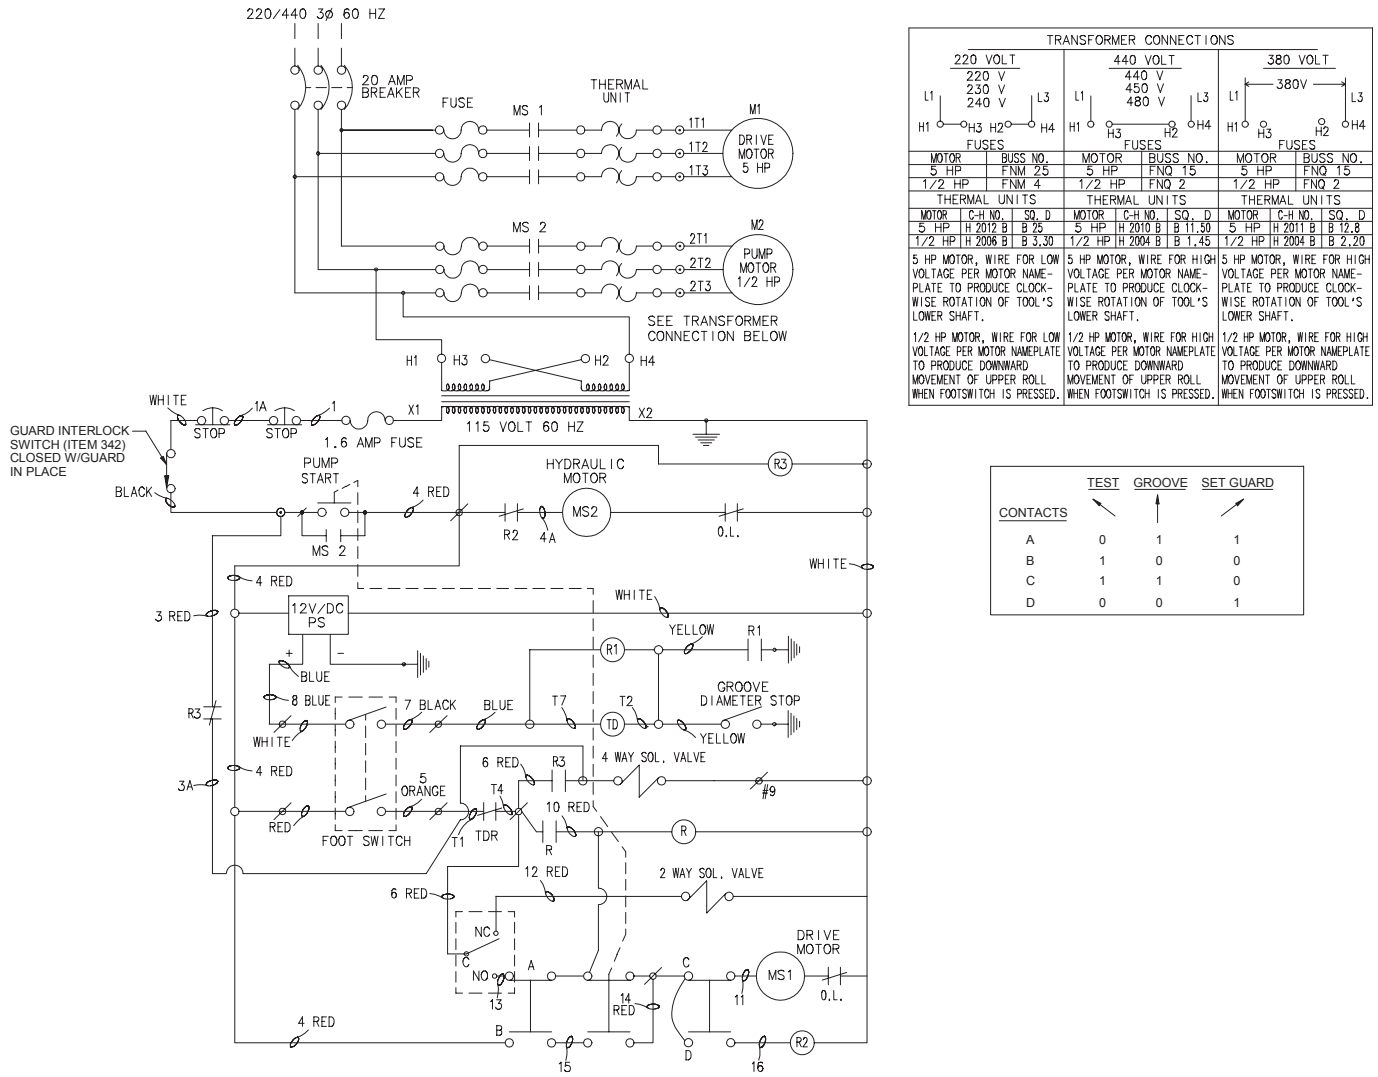 220/440 3ø 60 HZ
20 AMP
BREAKER
FUSE
MS 1
THERMAL
UNIT
1T1
1T2
1T3
M1
DRIVE
MOTOR
5 HP
MS 2
2T1
2T2
2T3
M2
PUMP
MOTOR
1/2 HP
SEE TRANSFORMER
CONNECTION BELOW
H1
H3
H2
H4
WHITE
1A
1
X1
X2
STOP
STOP
1.6 AMP FUSE
115 VOLT 60 HZ
GUARD INTERLOCK
SWITCH (ITEM 342)
CLOSED W/GUARD
IN PLACE
BLACK
PUMP
START
MS 2
4 RED
HYDRAULIC
MOTOR
R3
R2
4A
MS2
O.L.
WHITE
4 RED
3 RED
12V/DC
PS
+
-
BLUE
8 BLUE
WHITE
YELLOW
R1
R1
GROOVE
DIAMETER STOP
R3
WHITE
7 BLACK
BLUE
T7
TD
T2
YELLOW
3A
4 RED
RED
FOOT SWITCH
5
ORANGE
6 RED
R3
4 WAY SOL. VALVE
#9
T4
T1
TDR
10 RED
R
R
12 RED
2 WAY SOL. VALVE
6 RED
NC
C
NO
13
A
14
RED
C
11
DRIVE
MOTOR
MS1
O.L.
4 RED
B
15
D
16
R2
TRANSFORMER CONNECTIONS
220 VOLT
220 V
230 V
240 V
L1
L3
H1
H3
H2
H4
440 VOLT
440 V
450 V
480 V
L1
L3
H1
H3
H2
H4
380 VOLT
380V
L1
L3
H1
H3
H2
H4
FUSES
FUSES
FUSES
MOTOR BUSS NO. MOTOR BUSS NO. MOTOR BUSS NO.
5 HP FNM 25 5 HP FNQ 15 5 HP FNQ 15
1/2 HP FNM 4 1/2 HP FNQ 2 1/2 HP FNQ 2
THERMAL UNITS THERMAL UNITS THERMAL UNITS
MOTOR C-H NO. SQ. D MOTOR C-H NO. SQ. D MOTOR C-H NO. SQ. D
5 HP H 2012 B B 25 5 HP H 2010 B B 11.50 5 HP H 2011 B B 12.8
1/2 HP H 2006 B B 3.30 1/2 HP H 2004 B B 1.45 1/2 HP H 2004 B B 2.20
5 HP MOTOR, WIRE FOR LOW
VOLTAGE PER MOTOR NAME-
PLATE TO PRODUCE CLOCK-
WISE ROTATION OF TOOL'S
LOWER SHAFT.
1/2 HP MOTOR, WIRE FOR LOW
VOLTAGE PER MOTOR NAMEPLATE
TO PRODUCE DOWNWARD
MOVEMENT OF UPPER ROLL
WHEN FOOTSWITCH IS PRESSED.
5 HP MOTOR, WIRE FOR HIGH
VOLTAGE PER MOTOR NAME-
PLATE TO PRODUCE CLOCK-
WISE ROTATION OF TOOL'S
LOWER SHAFT.
1/2 HP MOTOR, WIRE FOR HIGH
VOLTAGE PER MOTOR NAMEPLATE
TO PRODUCE DOWNWARD
MOVEMENT OF UPPER ROLL
WHEN FOOTSWITCH IS PRESSED.
5 HP MOTOR, WIRE FOR HIGH
VOLTAGE PER MOTOR NAME-
PLATE TO PRODUCE CLOCK-
WISE ROTATION OF TOOL'S
LOWER SHAFT.
1/2 HP MOTOR, WIRE FOR HIGH
VOLTAGE PER MOTOR NAMEPLATE
TO PRODUCE DOWNWARD
MOVEMENT OF UPPER ROLL
WHEN FOOTSWITCH IS PRESSED.
TEST GROOVE SET GUARD
CONTACTS
A 0 1 1
B 1 0 0
C 1 1 0
D 0 0 1